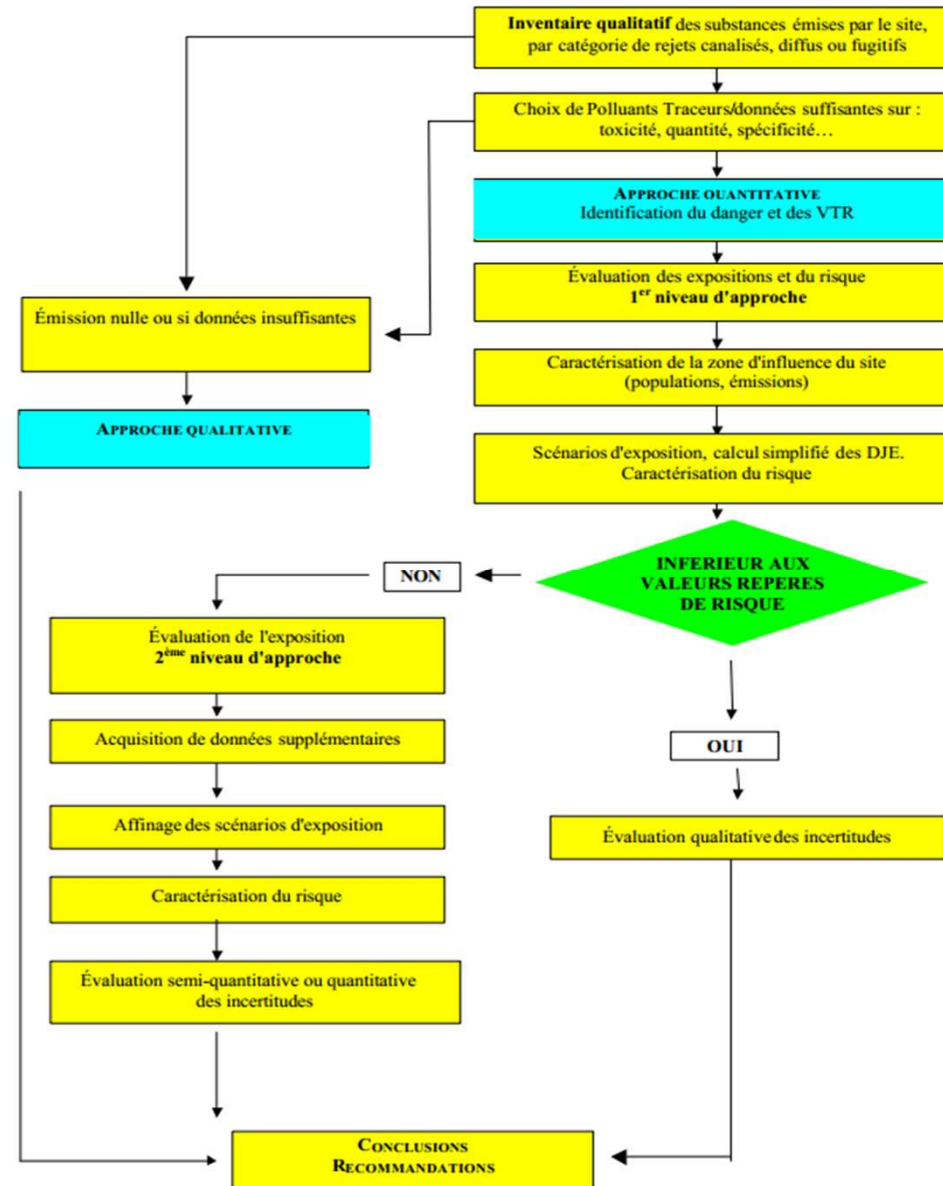 Inventaire qualitatif des substances émises par le site,
par catégorie de rejets canalisés, diffus ou fugitifs
Choix de Polluants Traceurs/données suffisantes sur :
toxicité, quantité, spécificité…
APPROCHE QUANTITATIVE
Identification du danger et des VTR
Évaluation des expositions et du risque
1er niveau d'approche
Émission nulle ou si données insuffisantes
Caractérisation de la zone d'influence du site
(populations, émissions)
APPROCHE QUALITATIVE
Scénarios d'exposition, calcul simplifié des DJE.
Caractérisation du risque
INFERIEUR AUX
VALEURS REPERES
DE RISQUE
NON
Évaluation de l'exposition
2ème niveau d'approche
Acquisition de données supplémentaires
OUI
Affinage des scénarios d'exposition
Évaluation qualitative des incertitudes
Caractérisation du risque
Évaluation semi-quantitative ou quantitative
des incertitudes
CONCLUSIONS
RECOMMANDATIONS